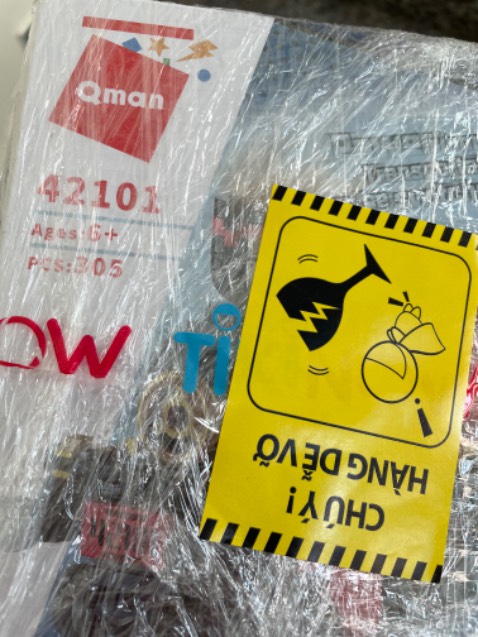 Qman
42101
Ages:6+
PCS:305
OW
Ti
CHÚ Ý!
HÀNG DỄ VỠ